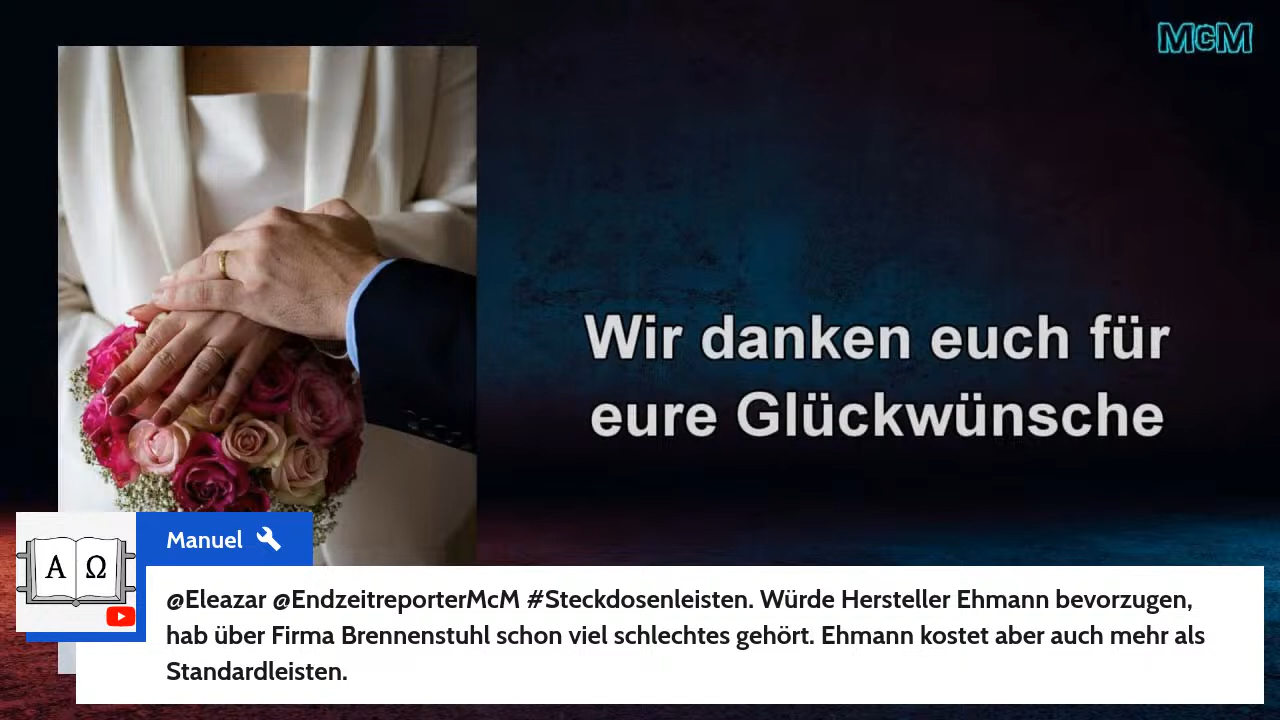 McM
Wir danken euch für
eure Glückwünsche
Manuel
Α Ω
@Eleazar @EndzeitreporterMcM #Steckdosenleisten. Würde Hersteller Ehmann bevorzugen,
hab über Firma Brennenstuhl schon viel schlechtes gehört. Ehmann kostet aber auch mehr als
Standardleisten.